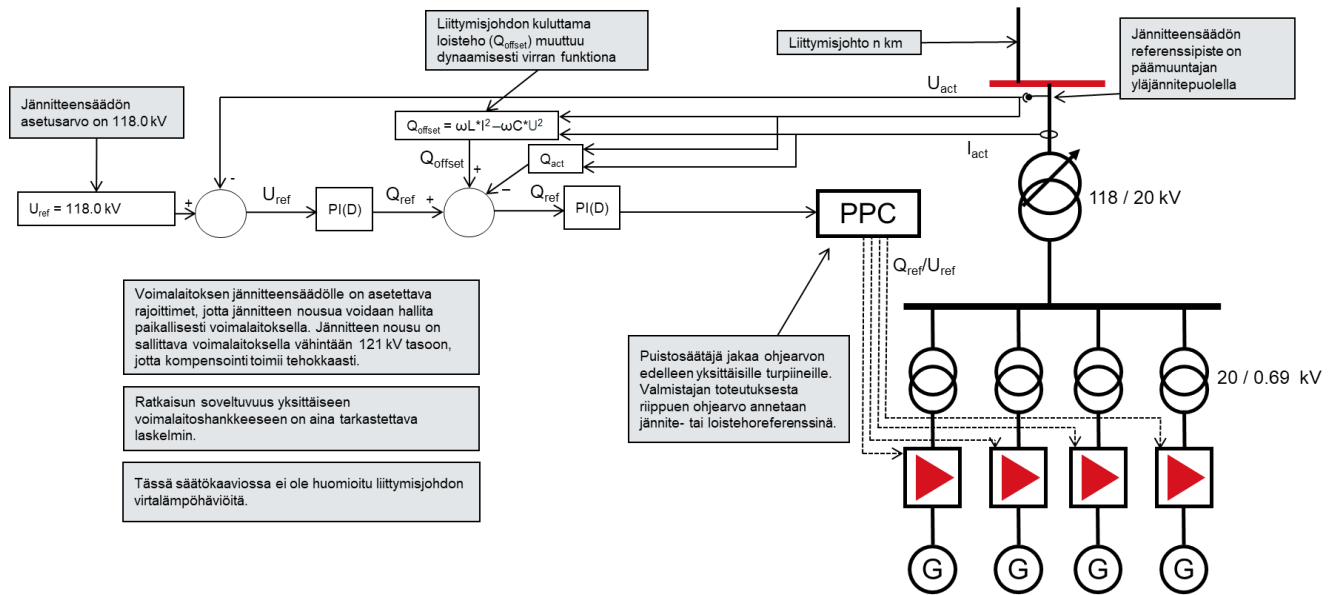 Liittymisjohdon kuluttama
loisteho (Qoffset) muuttuu
dynaamisesti virran funktiona
Liittymisjohto n km
Jännitteensäädön
referenssipiste on
päämuuntajan
yläjännitepuolella
Jännitteensäädön
asetusarvo on 118.0 kV
Uact
Qoffset = ωL*I² –ωC*U²
Iact
Qoffset
+
Qact
-
–
Uref = 118.0 kV
+
Uref
PI(D)
Qref
+
Qref
PI(D)
PPC
118 / 20 kV
Qref/Uref
Voimalaitoksen jännitteensäädölle on asetettava
rajoittimet, jotta jännitteen nousua voidaan hallita
paikallisesti voimalaitoksella. Jännitteen nousu on
sallittava voimalaitoksella vähintään 121 kV tasoon,
jotta kompensointi toimii tehokkaasti.
Ratkaisun soveltuvuus yksittäiseen
voimalaitoshankkeeseen on aina tarkastettava
laskelmin.
Tässä säätökaaviossa ei ole huomioitu liittymisjohdon
virtalämpöhäviöitä.
Puistosäätäjä jakaa ohjearvon
edelleen yksittäisille turpiineille.
Valmistajan toteutuksesta
riippuen ohjearvo annetaan
jännite- tai loistehoreferenssinä.
20 / 0.69 kV
G
G
G
G